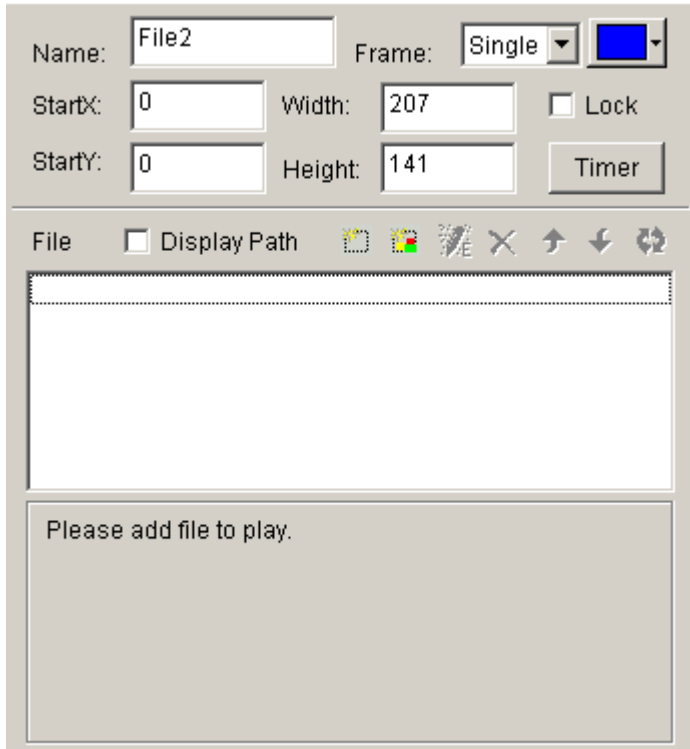 Name: File2 Frame: Single
StartX: 0 Width: 207 Lock
StartY: 0 Height: 141 Timer
File Display Path
Please add file to play.